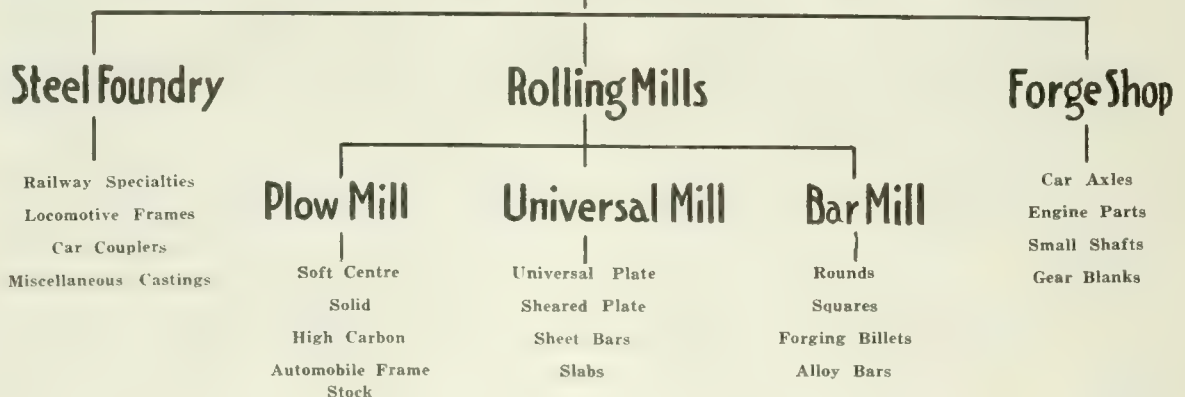 Steel Foundry
Railway Specialties
Locomotive Frames
Car Couplers
Miscellaneous Castings
Rolling Mills
Plow Mill
Soft Centre
Solid
High Carbon
Automobile Frame
Stock
Universal Mill
Universal Plate
Sheared Plate
Sheet Bars
Slabs
Bar Mill
Rounds
Squares
Forging Billets
Alloy Bars
Forge Shop
Car Axles
Engine Parts
Small Shafts
Gear Blanks